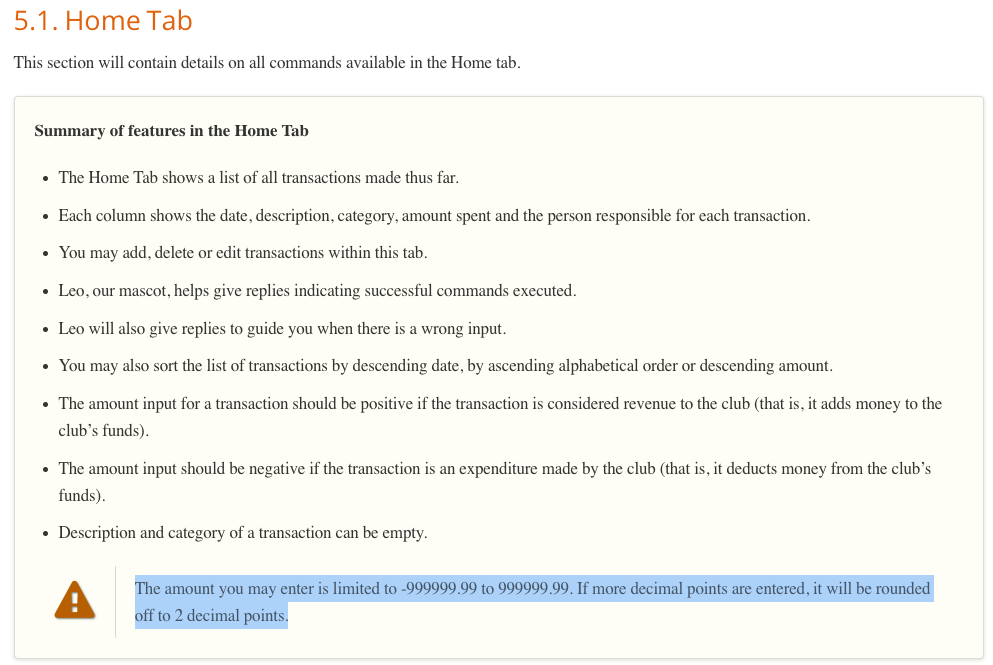 5.1. Home Tab
This section will contain details on all commands available in the Home tab.
Summary of features in the Home Tab
• The Home Tab shows a list of all transactions made thus far.
• Each column shows the date, description, category, amount spent and the person responsible for each transaction.
• You may add, delete or edit transactions within this tab.
• Leo, our mascot, helps give replies indicating successful commands executed.
• Leo will also give replies to guide you when there is a wrong input.
• You may also sort the list of transactions by descending date, by ascending alphabetical order or descending amount.
• The amount input for a transaction should be positive if the transaction is considered revenue to the club (that is, it adds money to the
club's funds).
• The amount input should be negative if the transaction is an expenditure made by the club (that is, it deducts money from the club's
funds).
• Description and category of a transaction can be empty.
The amount you may enter is limited to -999999.99 to 999999.99. If more decimal points are entered, it will be rounded
off to 2 decimal points.